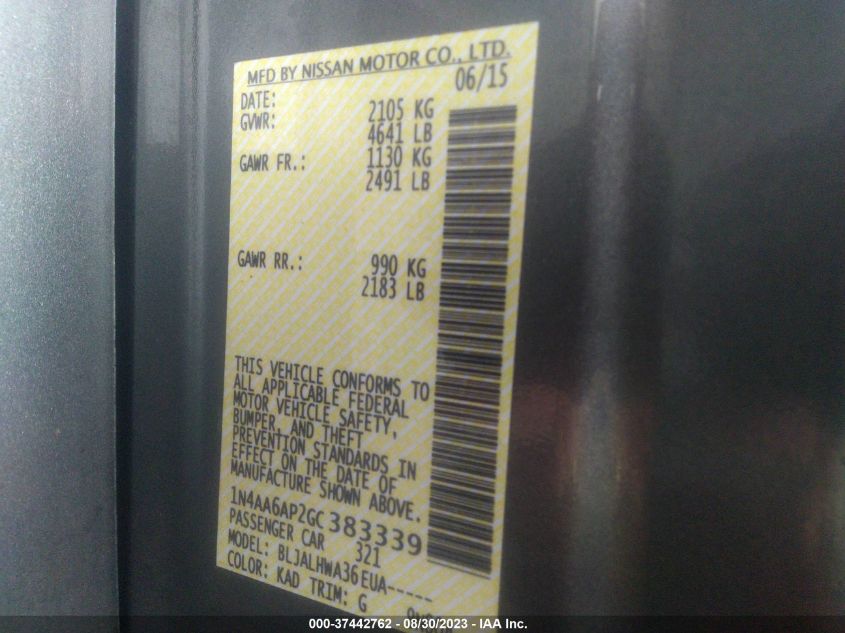 MFD BY NISSAN MOTOR CO., LTD.
DATE: 06/15
GVWR: 2105 KG
4641 LB
GAWR FR.: 1130 KG
2491 LB
GAWR RR.: 990 KG
2183 LB
THIS VEHICLE CONFORMS TO
ALL APPLICABLE FEDERAL
MOTOR VEHICLE SAFETY,
BUMPER, AND THEFT
PREVENTION STANDARDS IN
EFFECT ON THE DATE OF
MANUFACTURE SHOWN ABOVE.
1N4AA6AP2GC383339
PASSENGER CAR 321
MODEL: BLJALHWA36EUA-----
COLOR: KAD TRIM: G
000-37442762 - 08/30/2023 - IAA Inc.